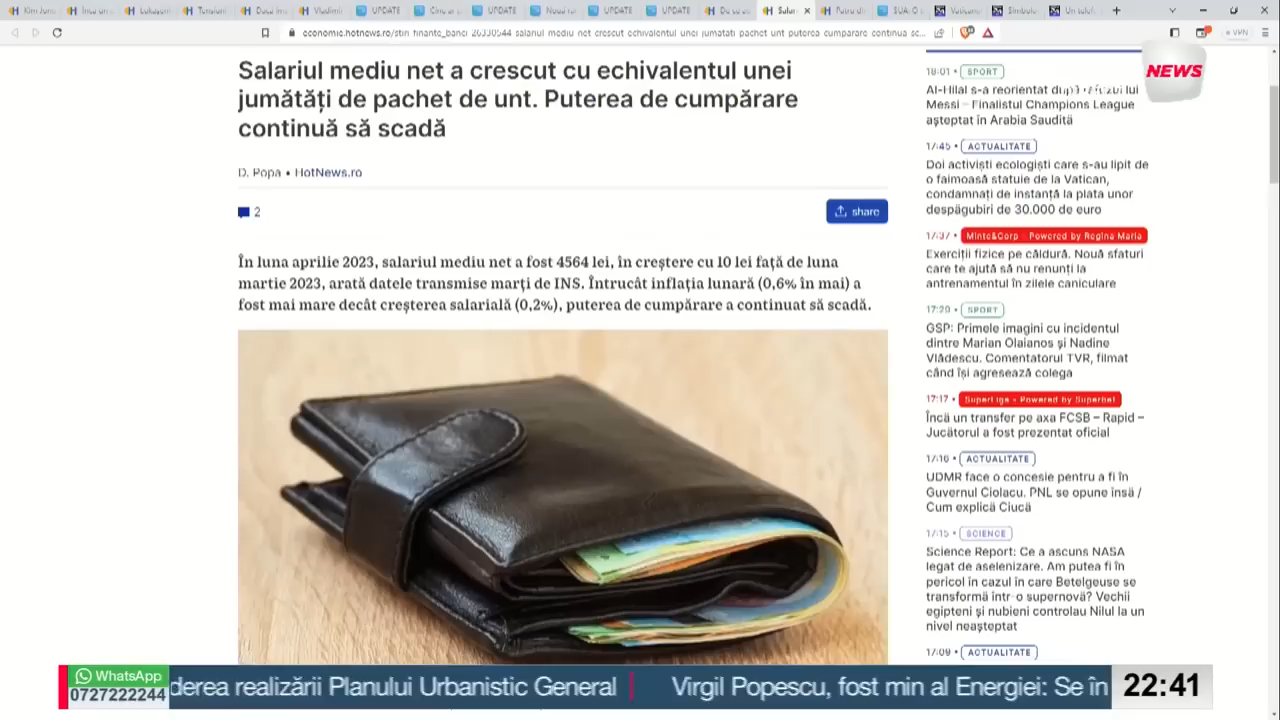 UPDATE
UPDATE
UPDATE
UPDATE
Salariul mediu net a crescut cu echivalentul unei
jumătăți de pachet de unt. Puterea de cumpărare
continuă să scadă
D. Popa • HotNews.ro
2
share
În luna aprilie 2023, salariul mediu net a fost 4564 lei, în creștere cu 10 lei față de luna
martie 2023, arată datele transmise marți de INS. Întrucât inflația lunară (0,6% în mai) a
fost mai mare decât creșterea salarială (0,2%), puterea de cumpărare a continuat să scadă.
NEWS
18:01 • SPORT
Al-Hilal s-a reorientat după lui
Messi – Finalistul Champions League
așteptat în Arabia Saudită
17:45 • ACTUALITATE
Doi activiști ecologiști care s-au lipit de
o faimoasă statuie de la Vatican,
condamnați de instanță la plata unor
despăgubiri de 30.000 de euro
17:37 • Minte&Corp - Powered by Regina Maria
Exerciții fizice pe căldură. Nouă sfaturi
care te ajută să nu renunți la
antrenamentul în zilele caniculare
17:20 • SPORT
GSP: Primele imagini cu incidentul
dintre Marian Olaianos și Nadine
Vlădescu. Comentatorul TVR, filmat
când își agresează colega
17:17 • SuperLiga - Powered by Superbet
Încă un transfer pe axa FCSB – Rapid –
Jucătorul a fost prezentat oficial
17:16 • ACTUALITATE
UDMR face o concesie pentru a fi în
Guvernul Ciolacu. PNL se opune însă /
Cum explică Ciucă
17:15 • SCIENCE
Science Report: Ce a ascuns NASA
legat de aselenizare. Am putea fi în
pericol în cazul în care Betelgeuse se
transformă într-o supernovă? Vechii
egipteni și nubieni controlau Nilul la un
nivel neașteptat
17:09 • ACTUALITATE
WhatsApp
0727222244
derea realizării Planului Urbanistic General
Virgil Popescu, fost min al Energiei: Se în
22:41